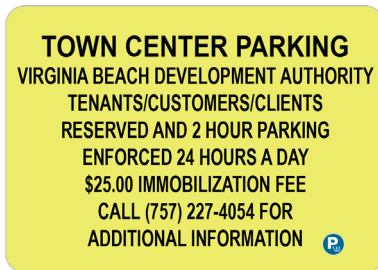 TOWN CENTER PARKING
VIRGINIA BEACH DEVELOPMENT AUTHORITY
TENANTS/CUSTOMERS/CLIENTS
RESERVED AND 2 HOUR PARKING
ENFORCED 24 HOURS A DAY
$25.00 IMMOBILIZATION FEE
CALL (757) 227-4054 FOR
ADDITIONAL INFORMATION
P